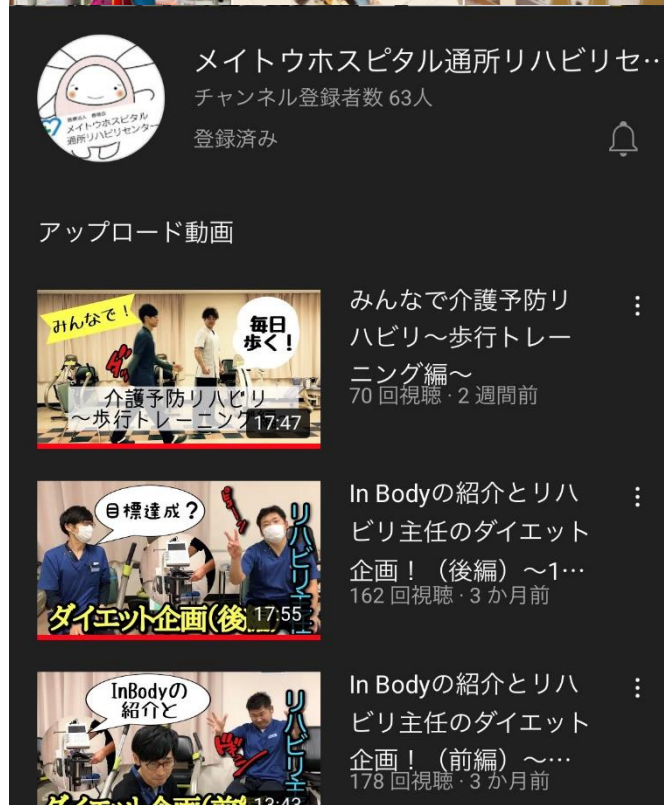 メイトウホスピタル通所リハビリセ…
チャンネル登録者数 63人
登録済み
メイトウホスピタル
通所リハビリセンター
アップロード動画
みんなで！
毎日
歩く！
介護予防リハビリ
～歩行トレーニング
17:47
みんなで介護予防リ
ハビリ～歩行トレー
ニング編～
70 回視聴・2 週間前
目標達成？
リハビリ主任
ダイエット企画(後
17:55
In Bodyの紹介とリハ
ビリ主任のダイエット
企画！（後編）～1…
162 回視聴・3 か月前
InBodyの
紹介と
リハビリ主
ダイエット企画(前
13:43
In Bodyの紹介とリハ
ビリ主任のダイエット
企画！（前編）～…
178 回視聴・3 か月前